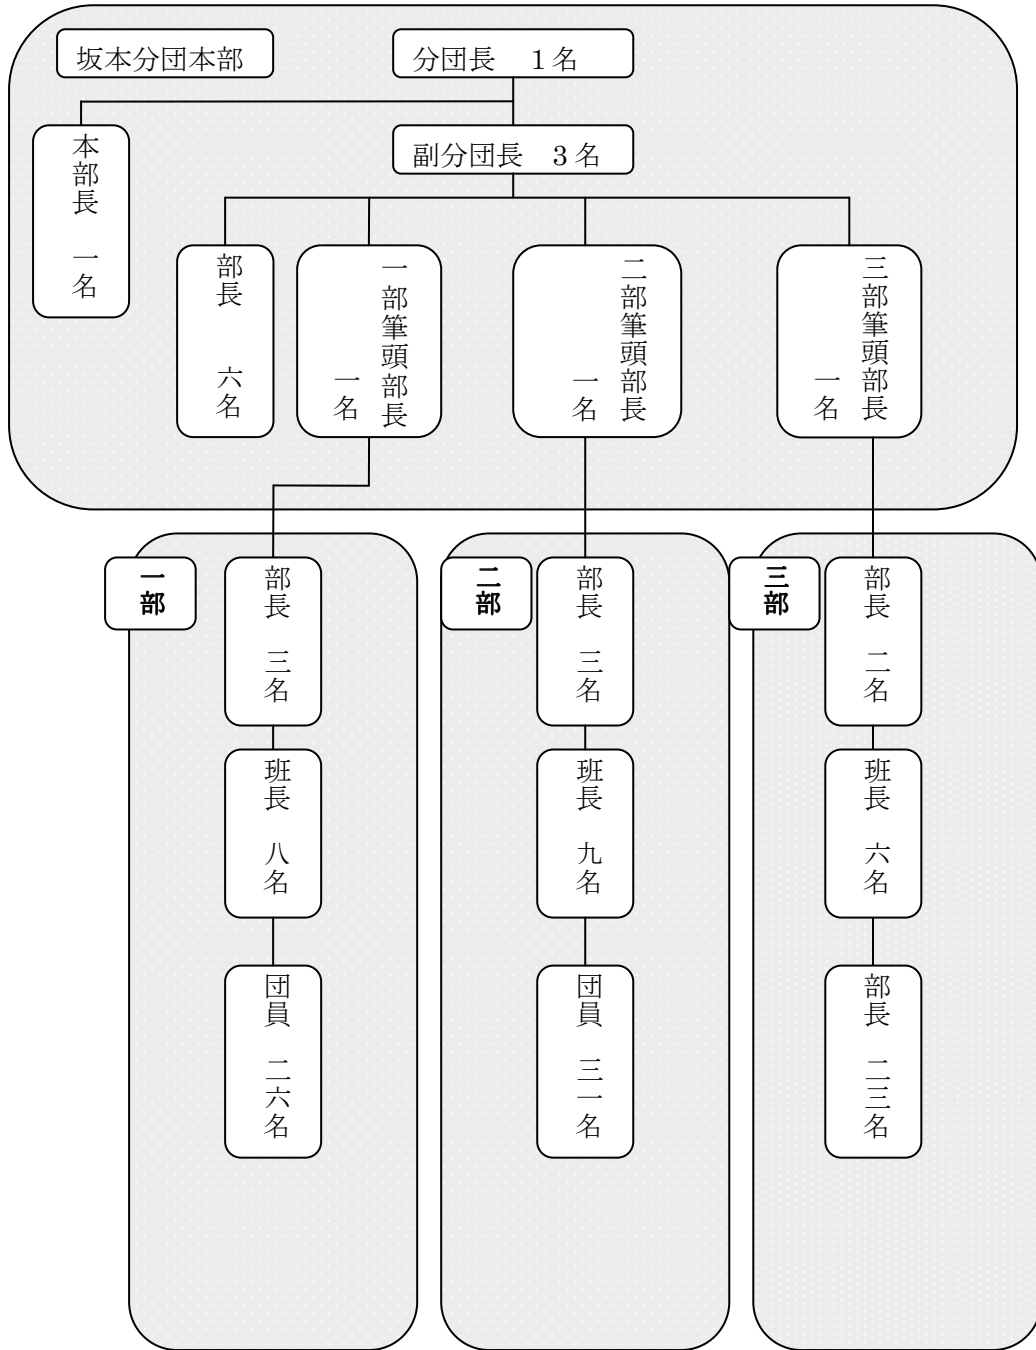 坂本分団本部
分団長　１名
本部長　一名
副分団長　３名
部長　　六名
一部筆頭部長
一名
二部筆頭部長
一名
三部筆頭部長
一名
一部
部長　三名
班長　八名
団員　二六名
二部
部長　三名
班長　九名
団員　三一名
三部
部長　二名
班長　六名
部長　二三名